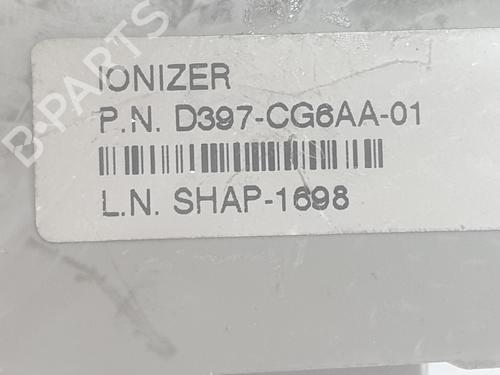 B-PARTS
IONIZER
P.N. D397-CG6AA-01
L.N. SHAP-1698